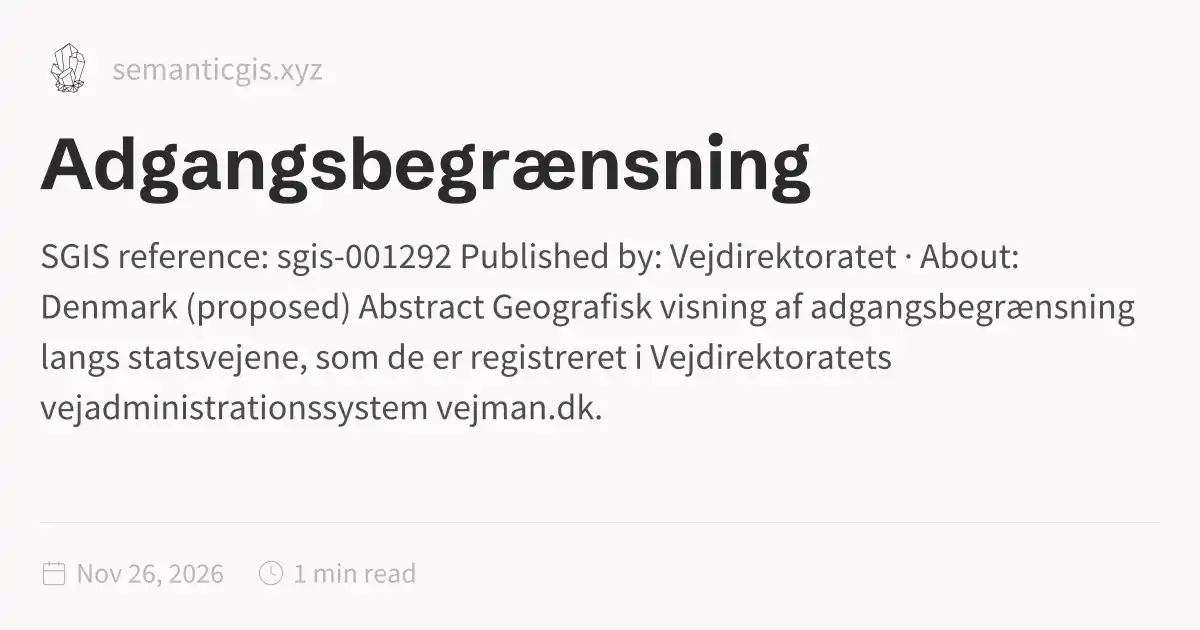 semanticgis.xyz
Adgangsbegrænsning
SGIS reference: sgis-001292 Published by: Vejdirektoratet · About:
Denmark (proposed) Abstract Geografisk visning af adgangsbegrænsning
langs statsvejene, som de er registreret i Vejdirektoratets
vejadministrationssystem vejman.dk.
Nov 26, 2026 1 min read